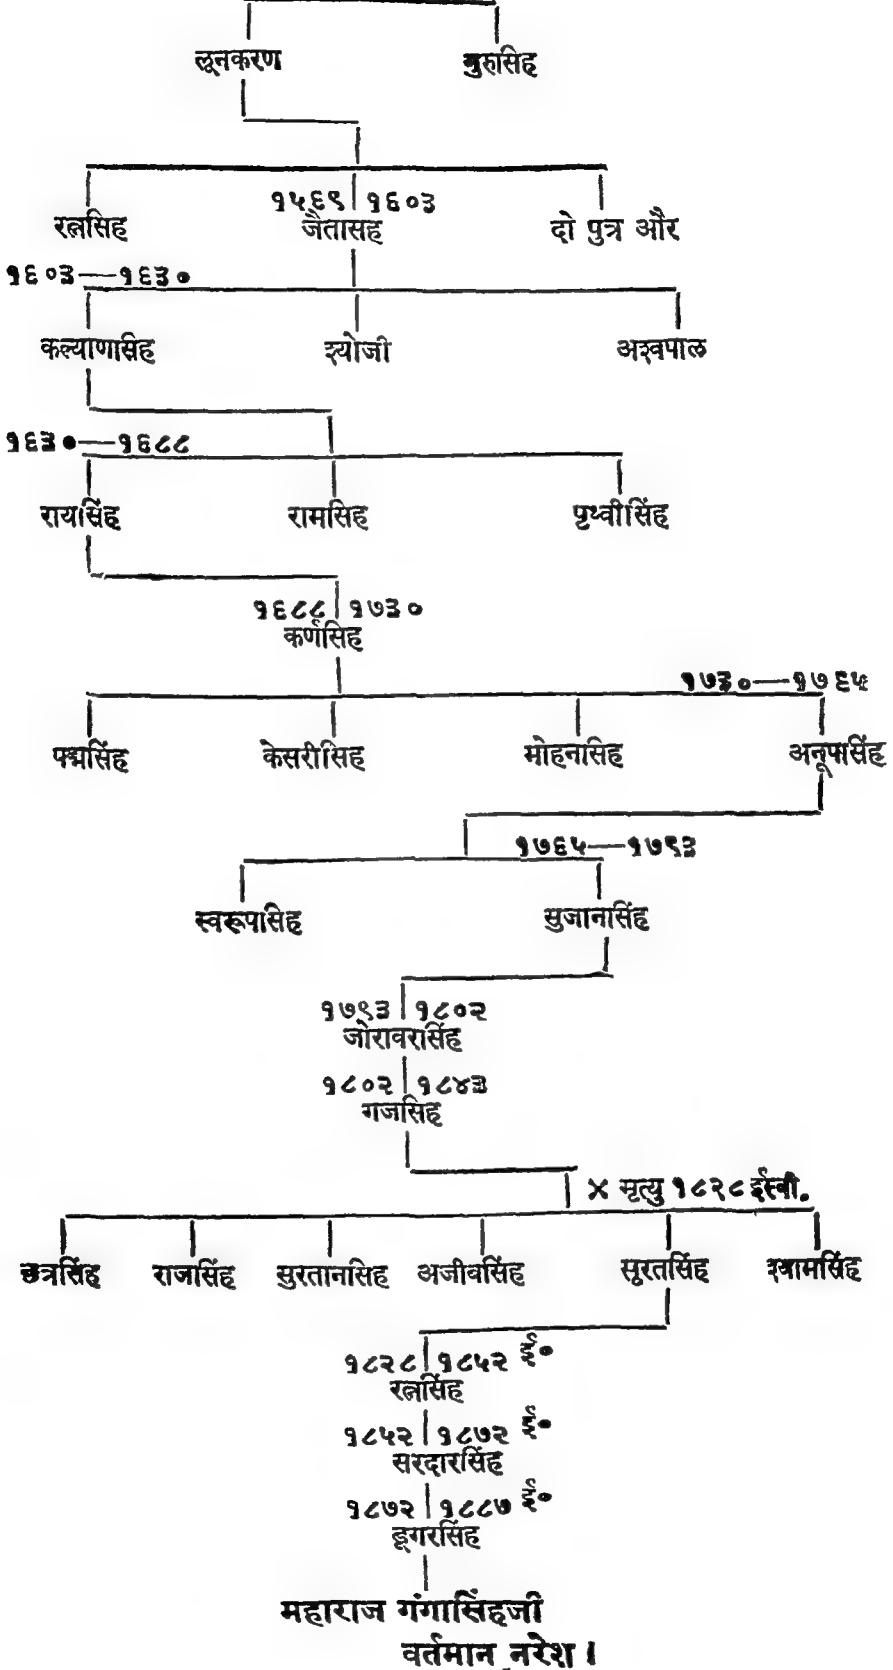 लूनकरण घुरुसिंह
१५६९ १६०३
रत्नसिंह जैतासह दो पुत्र और
१६०३—१६३०
कल्याणसिंह श्योजी अश्वपाल
१६३०—१६८८
रायसिंह रामसिंह पृथ्वीसिंह
१६८८ १७३०
कर्णसिंह
१७३०—१७६५
पद्मसिंह केसरीसिंह मोहनसिंह अनूपसिंह
१७६५—१७९३
स्वरूपसिंह सुजानसिंह
१७९३ १८०२
जोरावरसिंह
१८०२ १८४३
गजसिंह
× मृत्यु १८२८ ईस्वी.
छत्रसिंह राजसिंह सुरतानसिंह अजीवसिंह सूरतसिंह श्यामसिंह
१८२८ १८५२ ई०
रत्नसिंह
१८५२ १८७२ ई०
सरदारसिंह
१८७२ १८८७ ई०
डूगरसिंह
महाराज गंगासिंहजी
वर्तमान नरेश।